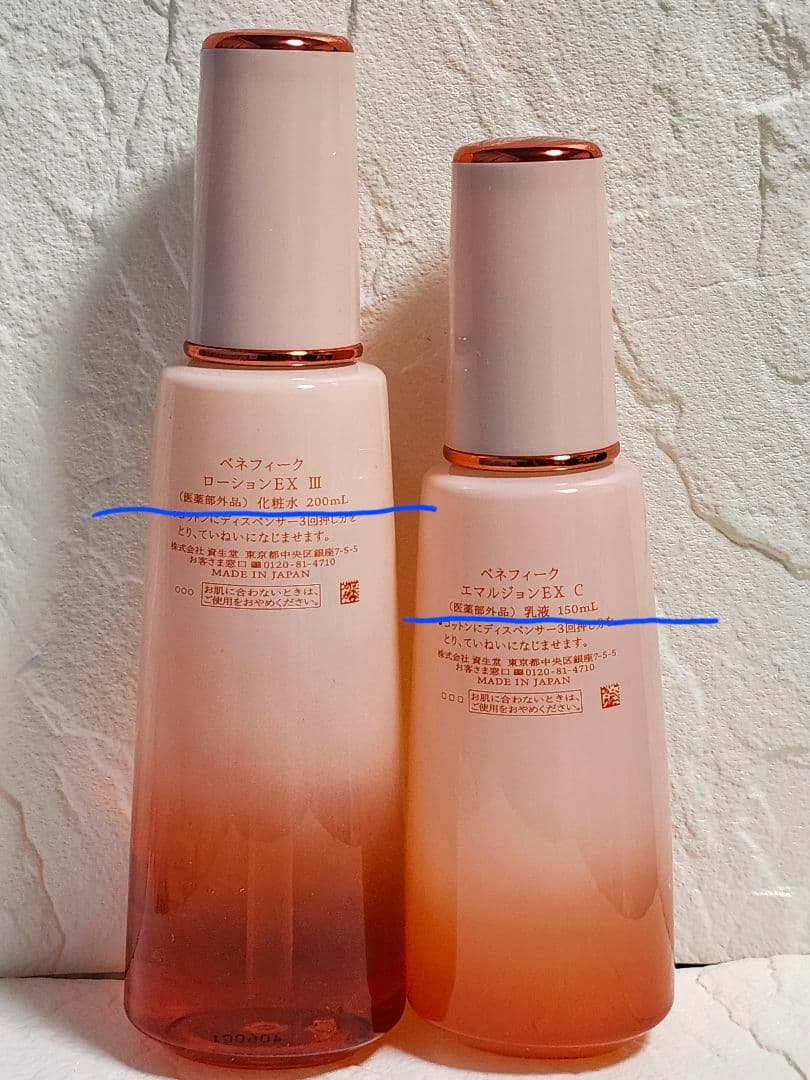 ベネフィーク
ローションEX Ⅲ
（医薬部外品）化粧水 200mL
●コットンにディスペンサー3回押し分を
とり、ていねいになじませます。
株式会社 資生堂 東京都中央区銀座7-5-5
お客さま窓口 0120-81-4710
MADE IN JAPAN
○○○ お肌に合わないときは、
ご使用をおやめください。
4060C1
ベネフィーク
エマルジョンEX C
（医薬部外品）乳液 150mL
●コットンにディスペンサー3回押し分を
とり、ていねいになじませます。
株式会社 資生堂 東京都中央区銀座7-5-5
お客さま窓口 0120-81-4710
MADE IN JAPAN
□□□ お肌に合わないときは、
ご使用をおやめください。